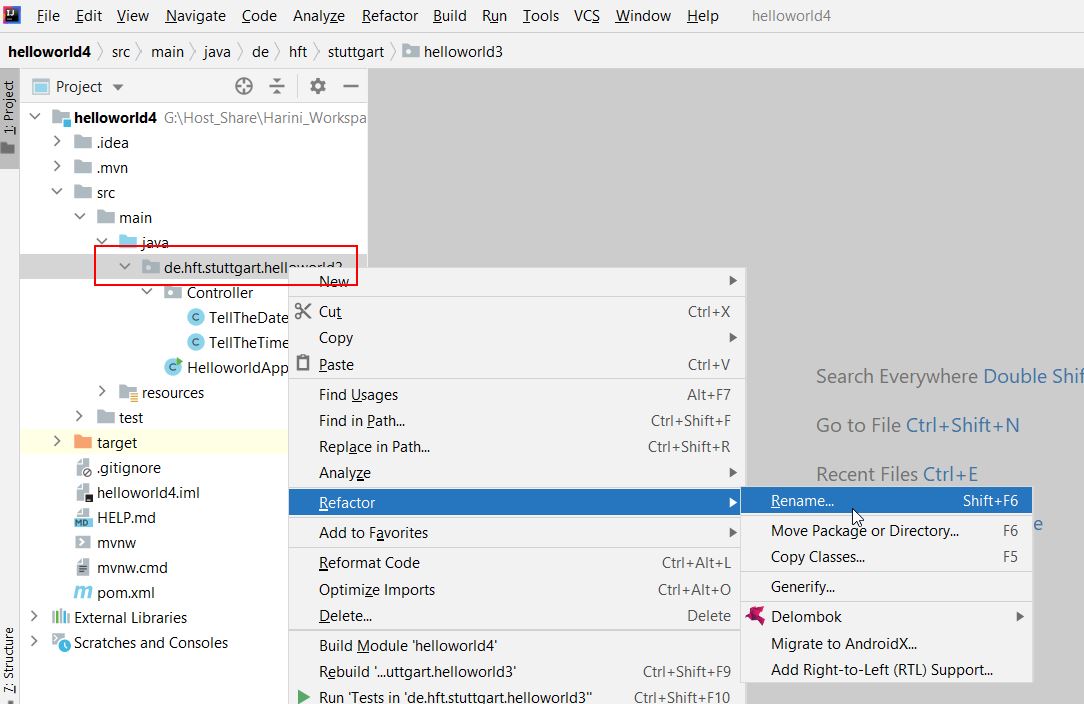 File Edit View Navigate Code Analyze Refactor Build Run Tools VCS Window Help helloworld4
helloworld4 src main java de hft stuttgart helloworld3
1: Project
Project
helloworld4 G:\Host_Share\Harini_Workspa
.idea
.mvn
src
main
java
de.hft.stuttgart.helloworld3
Controller
TellTheDate
TellTheTime
HelloworldApp
resources
test
target
.gitignore
helloworld4.iml
HELP.md
mvnw
mvnw.cmd
pom.xml
External Libraries
Scratches and Consoles
7: Structure
New
Cut Ctrl+X
Copy
Paste Ctrl+V
Find Usages Alt+F7
Find in Path... Ctrl+Shift+F
Replace in Path... Ctrl+Shift+R
Analyze
Refactor
Add to Favorites
Reformat Code Ctrl+Alt+L
Optimize Imports Ctrl+Alt+O
Delete... Delete
Build Module 'helloworld4'
Rebuild '...uttgart.helloworld3' Ctrl+Shift+F9
Run 'Tests in 'de.hft.stuttgart.helloworld3'' Ctrl+Shift+F10
Rename... Shift+F6
Move Package or Directory... F6
Copy Classes... F5
Generify...
Delombok
Migrate to AndroidX...
Add Right-to-Left (RTL) Support...
Search Everywhere Double Shif
Go to File Ctrl+Shift+N
Recent Files Ctrl+E
e